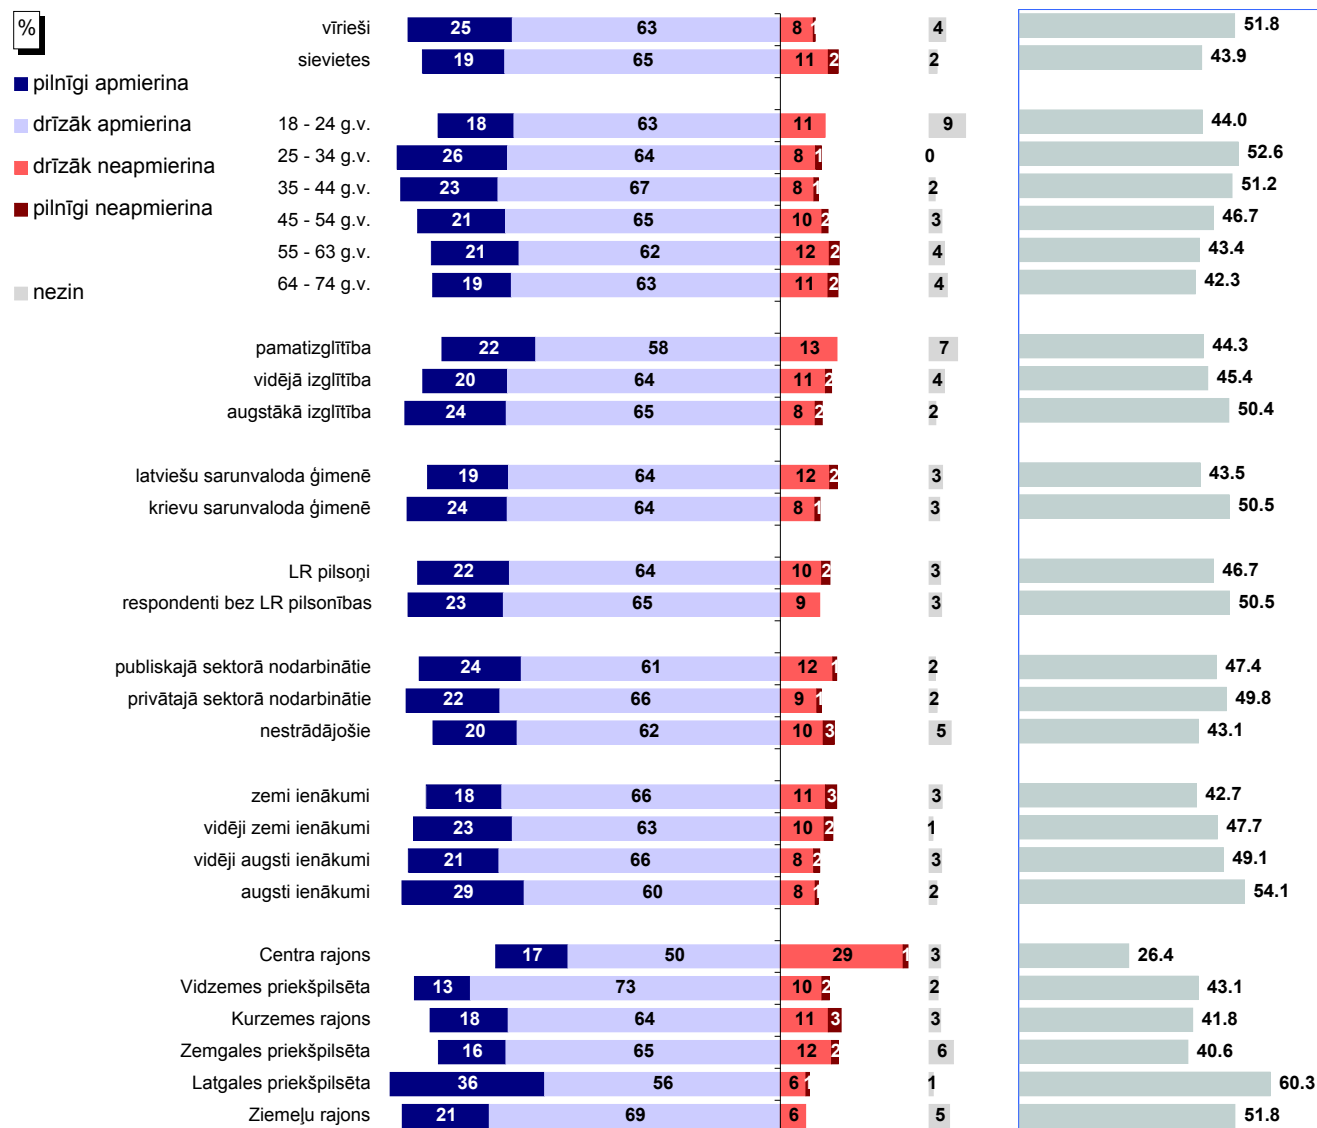 %
pilnīgi apmierina
drīzāk apmierina
drīzāk neapmierina
pilnīgi neapmierina
nezin
vīrieši 25 63 8 1 4 51.8
sievietes 19 65 11 2 2 43.9
18 - 24 g.v. 18 63 11 9 44.0
25 - 34 g.v. 26 64 8 1 0 52.6
35 - 44 g.v. 23 67 8 1 2 51.2
45 - 54 g.v. 21 65 10 2 3 46.7
55 - 63 g.v. 21 62 12 2 4 43.4
64 - 74 g.v. 19 63 11 2 4 42.3
pamatizglītība 22 58 13 7 44.3
vidējā izglītība 20 64 11 2 4 45.4
augstākā izglītība 24 65 8 2 2 50.4
latviešu sarunvaloda ģimenē 19 64 12 2 3 43.5
krievu sarunvaloda ģimenē 24 64 8 1 3 50.5
LR pilsoņi 22 64 10 2 3 46.7
respondenti bez LR pilsonības 23 65 9 3 50.5
publiskajā sektorā nodarbinātie 24 61 12 1 2 47.4
privātajā sektorā nodarbinātie 22 66 9 1 2 49.8
nestrādājošie 20 62 10 3 5 43.1
zemi ienākumi 18 66 11 3 3 42.7
vidēji zemi ienākumi 23 63 10 2 1 47.7
vidēji augsti ienākumi 21 66 8 2 3 49.1
augsti ienākumi 29 60 8 1 2 54.1
Centra rajons 17 50 29 1 3 26.4
Vidzemes priekšpilsēta 13 73 10 2 2 43.1
Kurzemes rajons 18 64 11 3 3 41.8
Zemgales priekšpilsēta 16 65 12 2 6 40.6
Latgales priekšpilsēta 36 56 6 1 1 60.3
Ziemeļu rajons 21 69 6 5 51.8